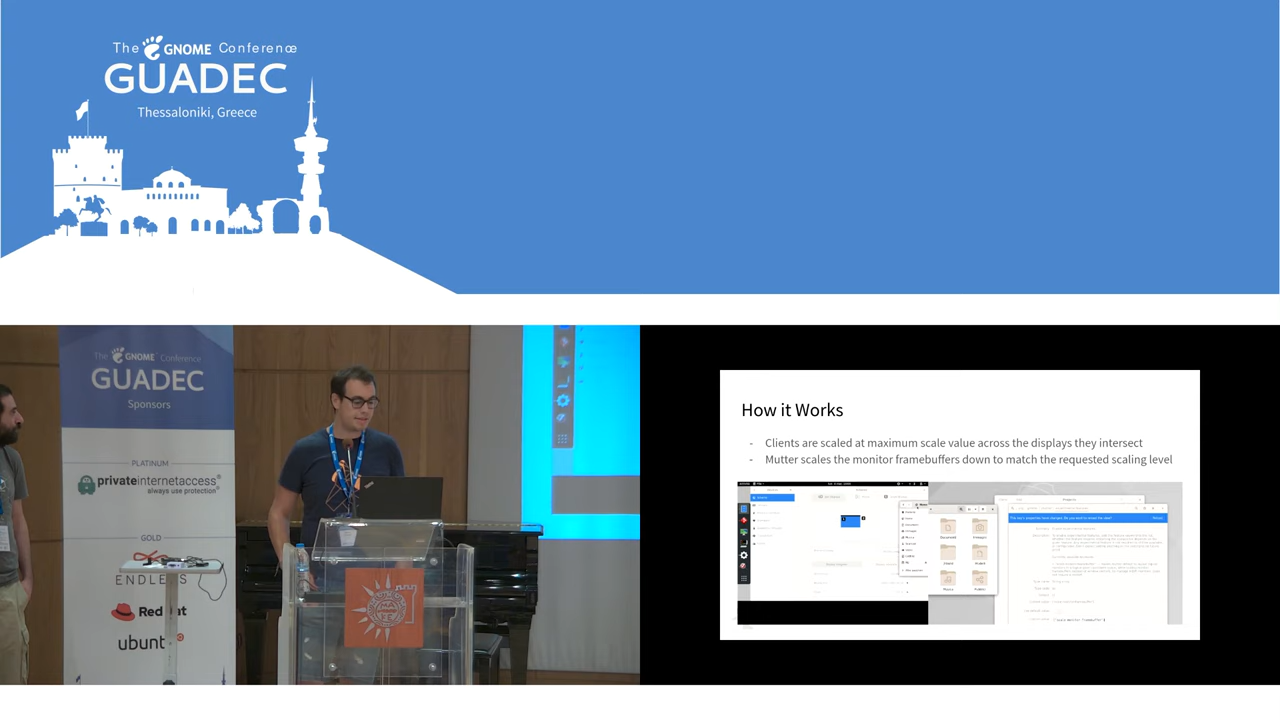 The GNOME Conference
GUADEC
Thessaloniki, Greece
The GNOME Conference
GUADEC
Sponsors
PLATINUM
privateinternetaccess
always use protection
GOLD
ENDLESS
Red Hat
ubunt
How it Works
- Clients are scaled at maximum scale value across the displays they intersect
- Mutter scales the monitor framebuffers down to match the requested scaling level